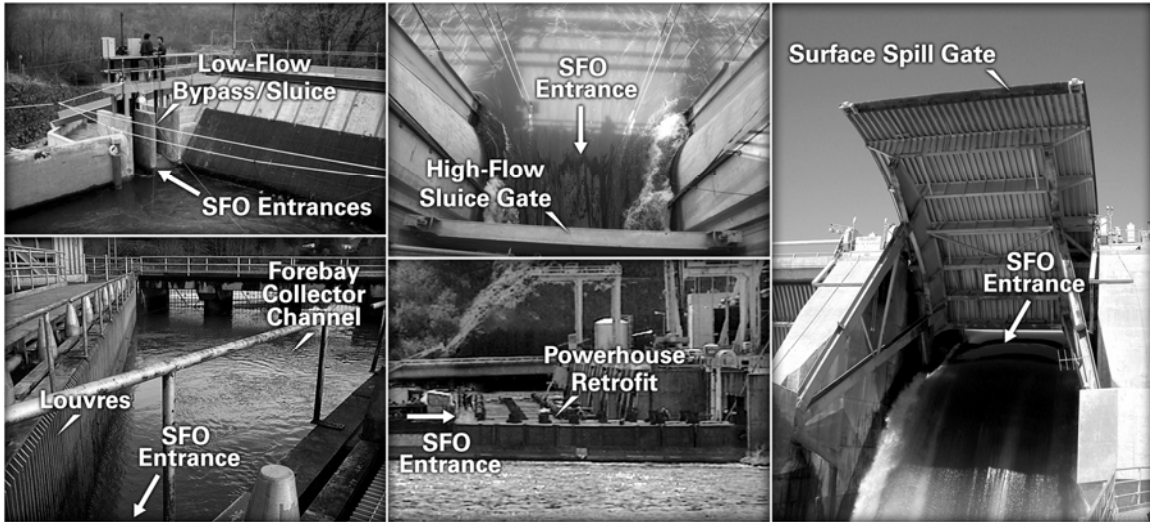 Low-Flow
Bypass/Sluice
SFO Entrances
SFO
Entrance
High-Flow
Sluice Gate
Surface Spill Gate
SFO
Entrance
Forebay
Collector
Channel
Louvres
SFO
Entrance
Powerhouse
Retrofit
SFO
Entrance